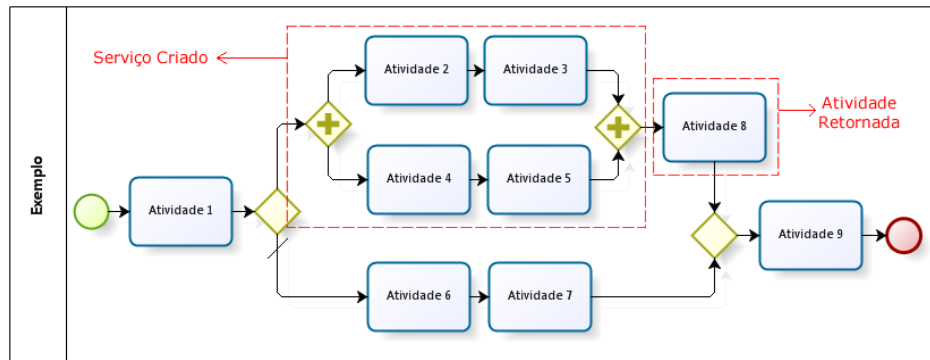 Exemplo
Serviço Criado
Atividade 2
Atividade 3
Atividade 8
Atividade
Retornada
Atividade 4
Atividade 5
Atividade 1
Atividade 9
Atividade 6
Atividade 7